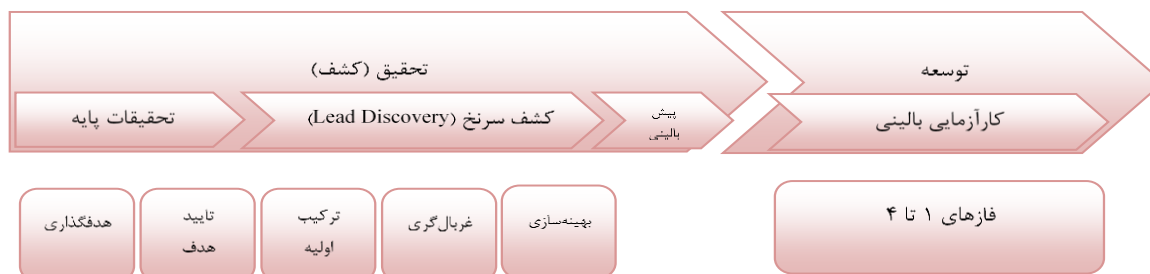 تحقیق (کشف)
توسعه
تحقیقات پایه
کشف سرنخ (Lead Discovery)
پیش
بالینی
کارآزمایی بالینی
هدفگذاری
تایید
هدف
ترکیب
اولیه
غربال‌گری
بهینه‌سازی
فازهای ۱ تا ۴